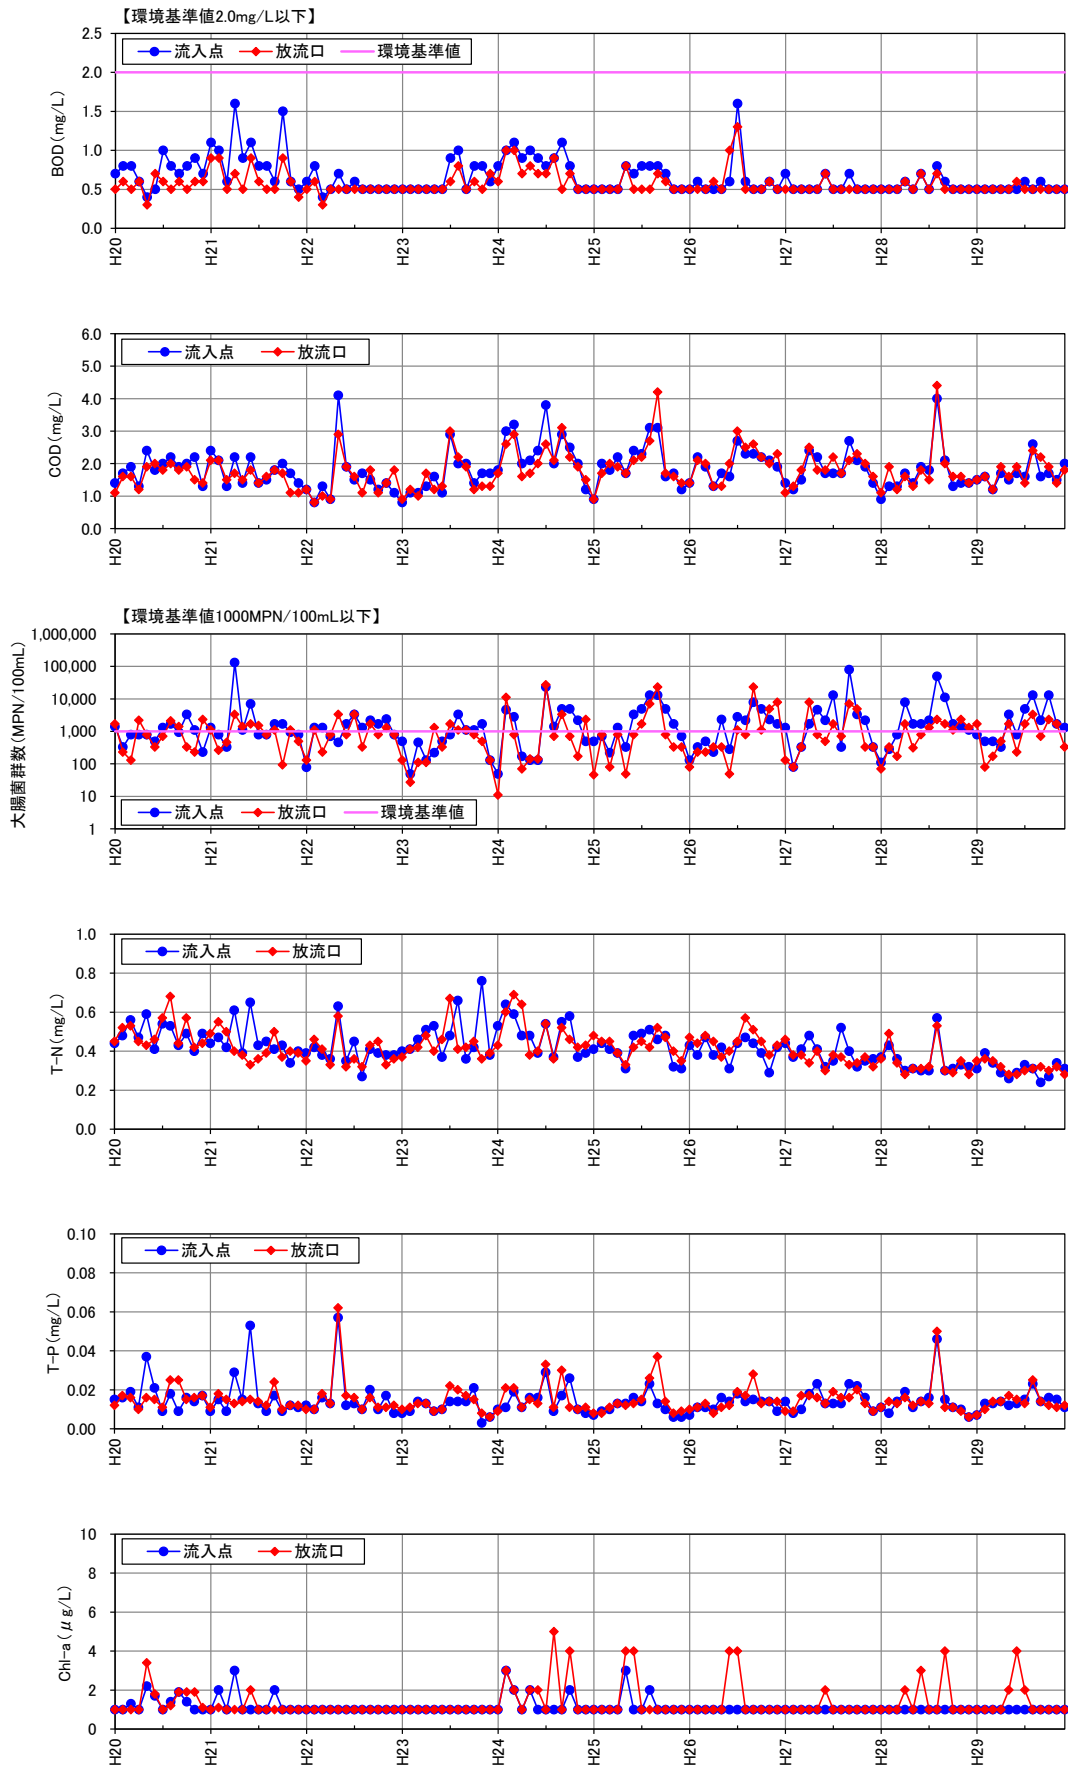 【環境基準値2.0mg/L以下】
BOD(mg/L)
2.5
2.0
1.5
1.0
0.5
0.0
流入点 放流口 環境基準値
H20 H21 H22 H23 H24 H25 H26 H27 H28 H29
COD(mg/L)
6.0
5.0
4.0
3.0
2.0
1.0
0.0
流入点 放流口
H20 H21 H22 H23 H24 H25 H26 H27 H28 H29
【環境基準値1000MPN/100mL以下】
大腸菌群数(MPN/100mL)
1,000,000
100,000
10,000
1,000
100
10
1
流入点 放流口 環境基準値
H20 H21 H22 H23 H24 H25 H26 H27 H28 H29
T-N(mg/L)
1.0
0.8
0.6
0.4
0.2
0.0
流入点 放流口
H20 H21 H22 H23 H24 H25 H26 H27 H28 H29
T-P(mg/L)
0.10
0.08
0.06
0.04
0.02
0.00
流入点 放流口
H20 H21 H22 H23 H24 H25 H26 H27 H28 H29
Chl-a(μg/L)
10
8
6
4
2
0
流入点 放流口
H20 H21 H22 H23 H24 H25 H26 H27 H28 H29